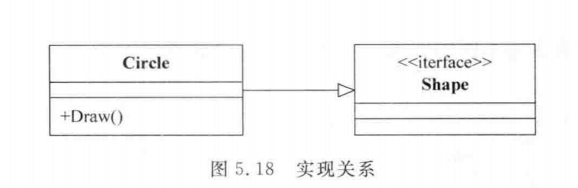 Circle
+Draw()
<<iterface>>
Shape
图 5.18 实现关系